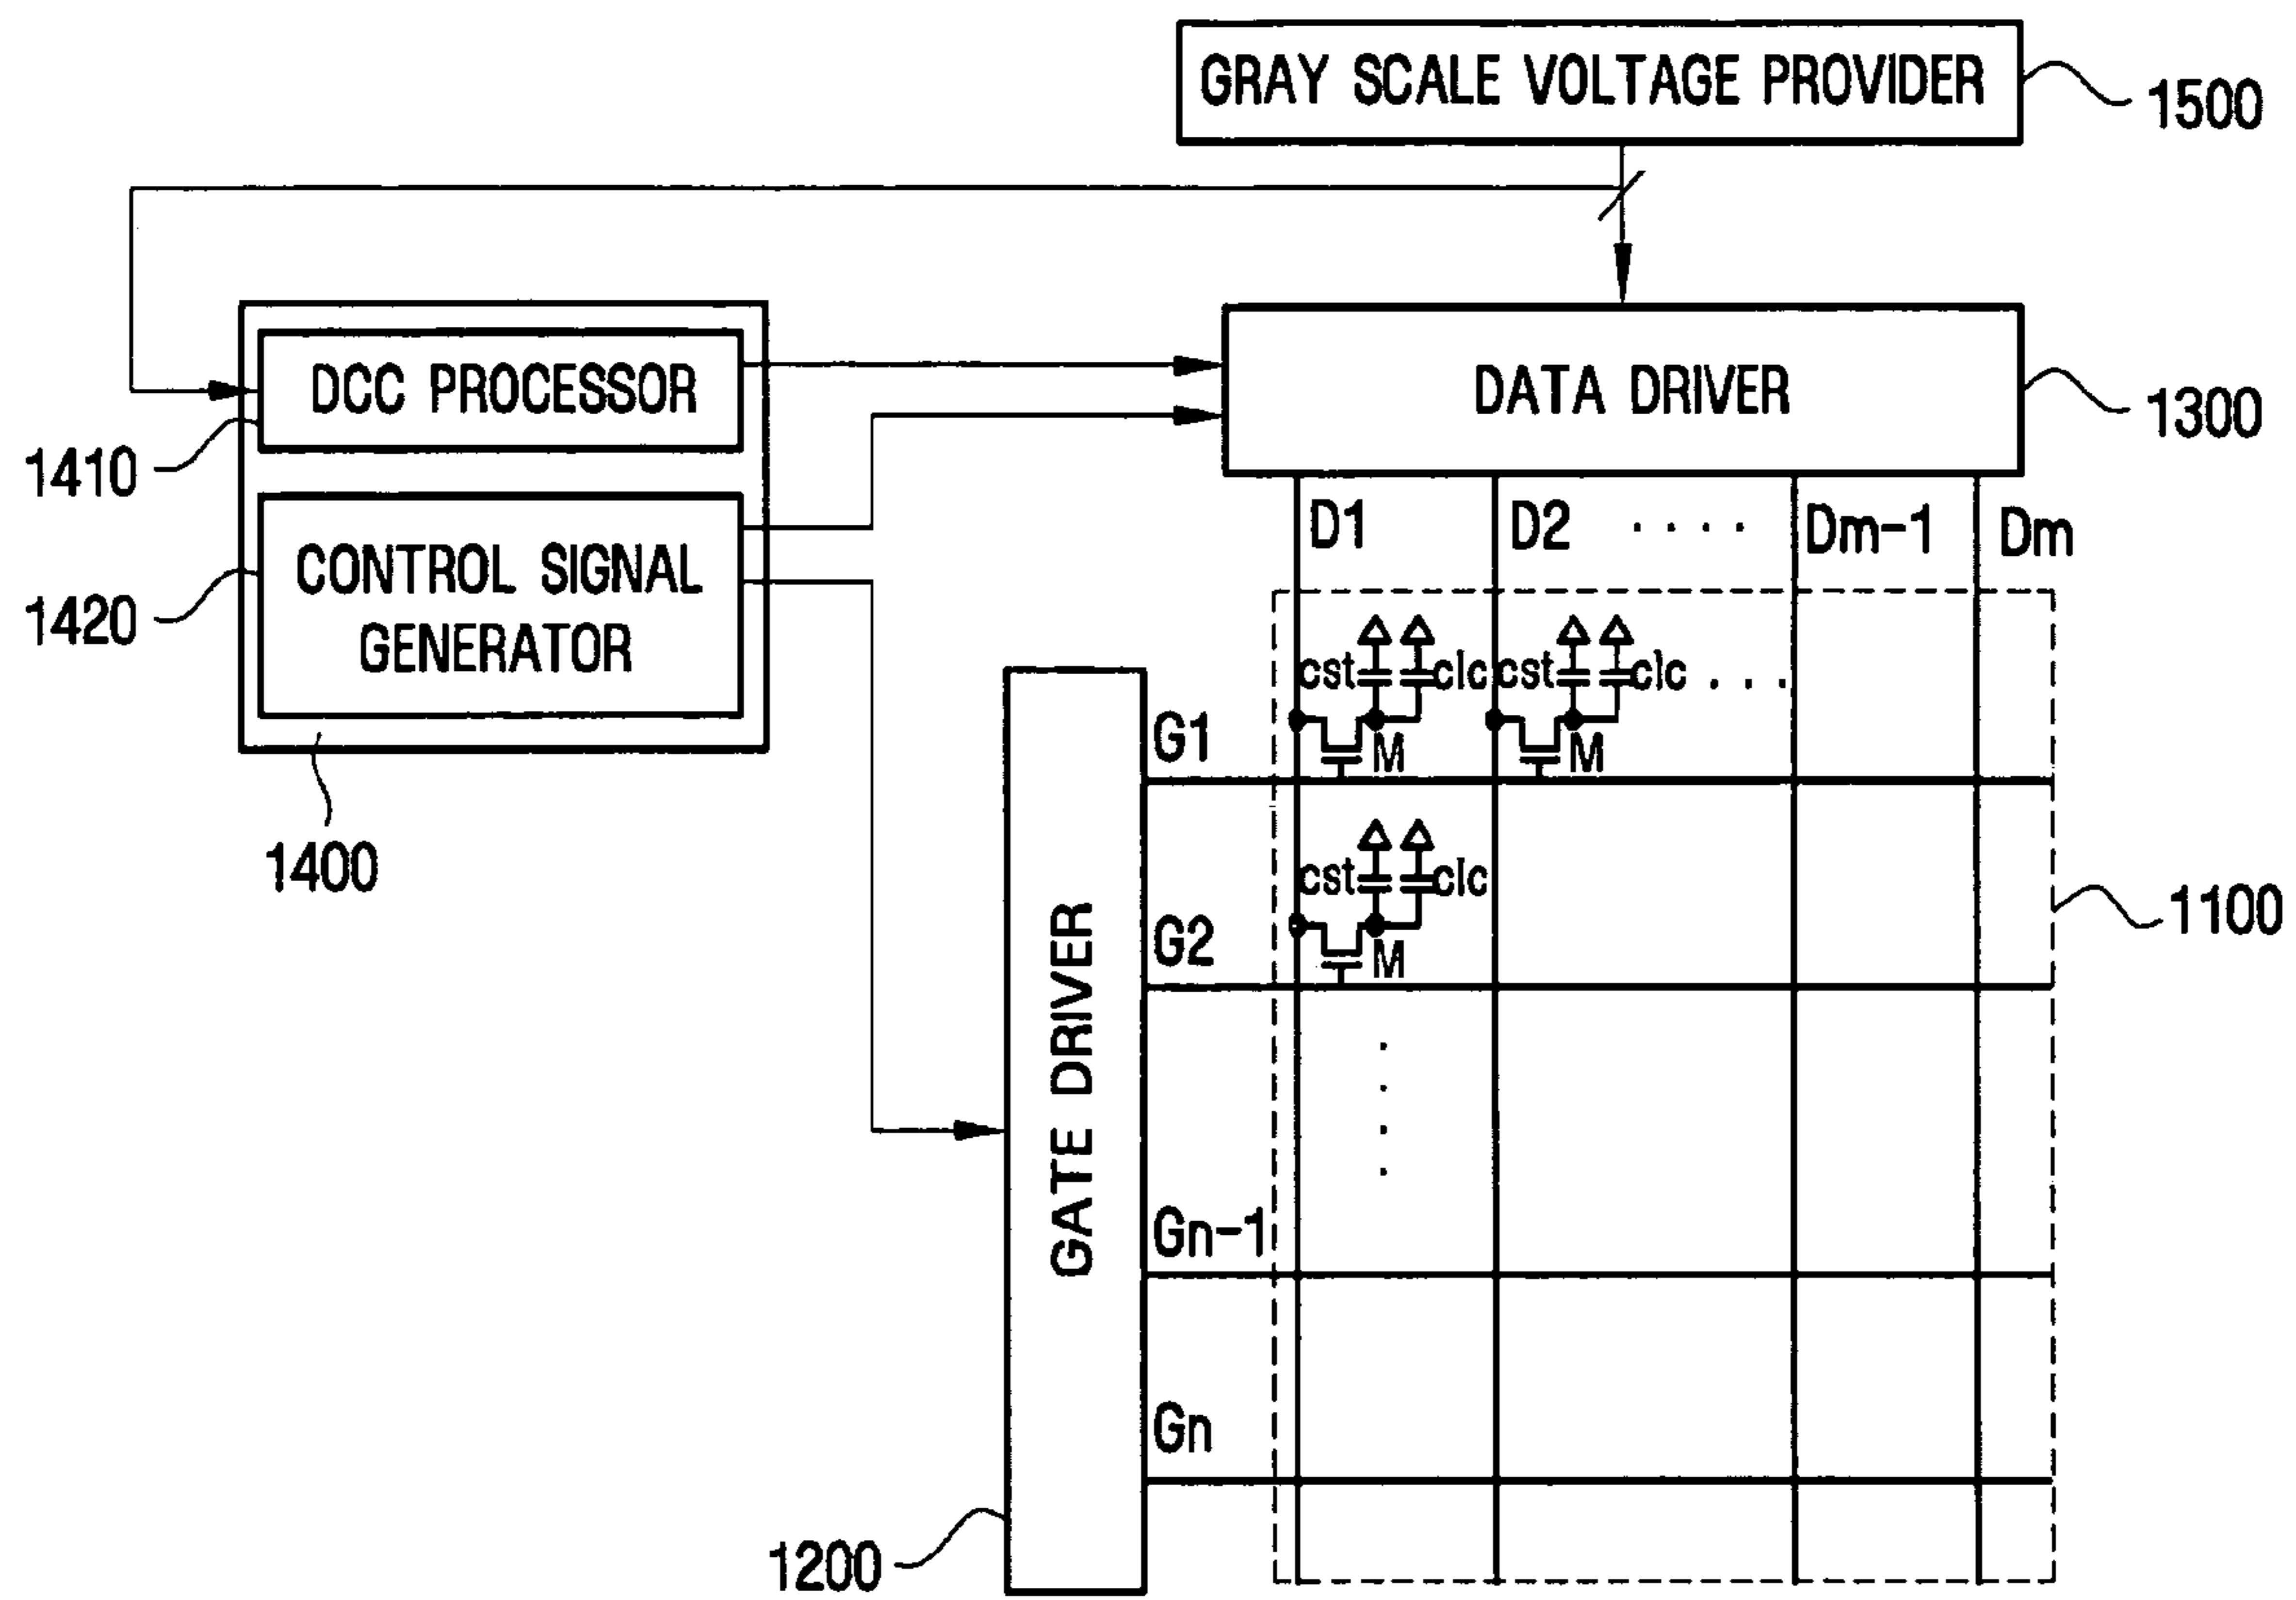 GRAY SCALE VOLTAGE PROVIDER
1500
DCC PROCESSOR
DATA DRIVER
1300
1410
D1 D2 .... Dm-1 Dm
CONTROL SIGNAL
GENERATOR
1420
cst clc cst clc ...
G1 M M
1400
cst clc
1100
G2 M
GATE DRIVER
Gn-1
Gn
1200